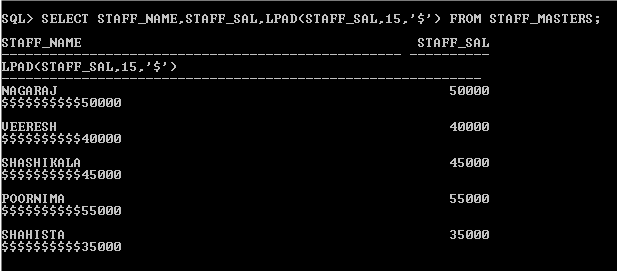 SQL> SELECT STAFF_NAME,STAFF_SAL,LPAD(STAFF_SAL,15,'$') FROM STAFF_MASTERS;
STAFF_NAME STAFF_SAL
LPAD(STAFF_SAL,15,'$')
NAGARAJ 50000
$$$$$$$$$$50000
VEERESH 40000
$$$$$$$$$$40000
SHASHIKALA 45000
$$$$$$$$$$45000
POORNIMA 55000
$$$$$$$$$$55000
SHAHISTA 35000
$$$$$$$$$$35000